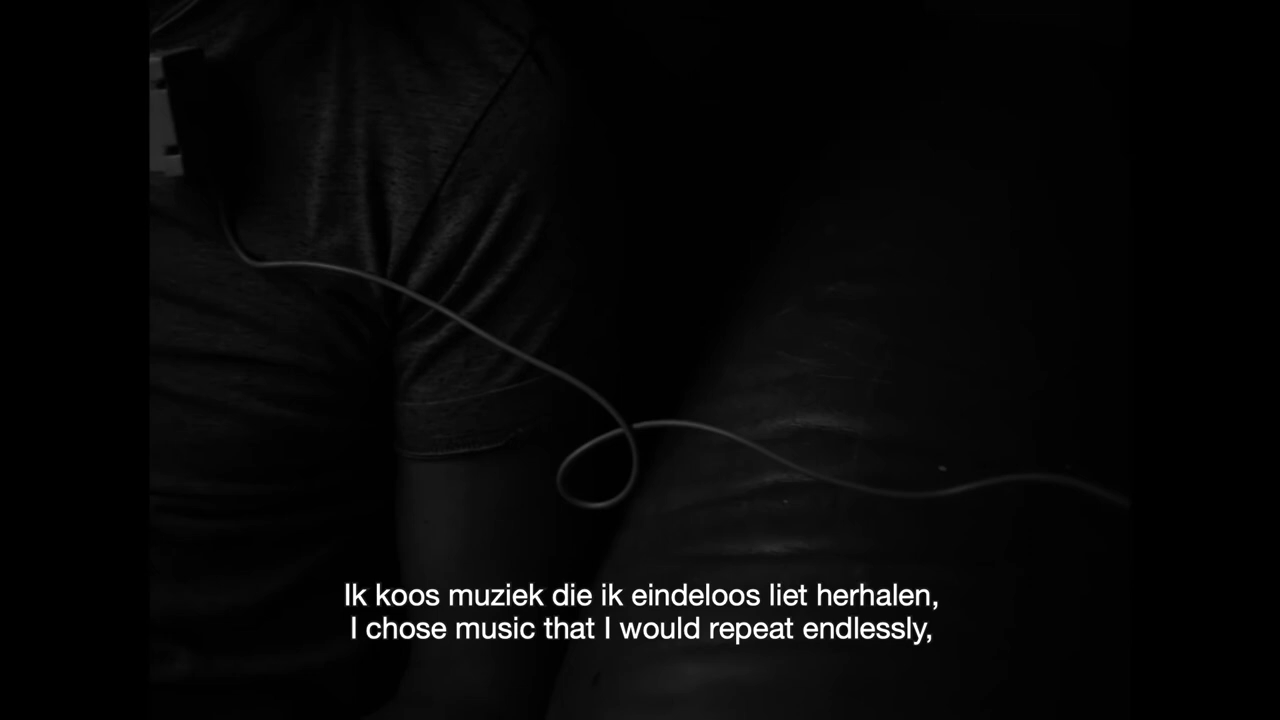 Ik koos muziek die ik eindeloos liet herhalen,
I chose music that I would repeat endlessly,